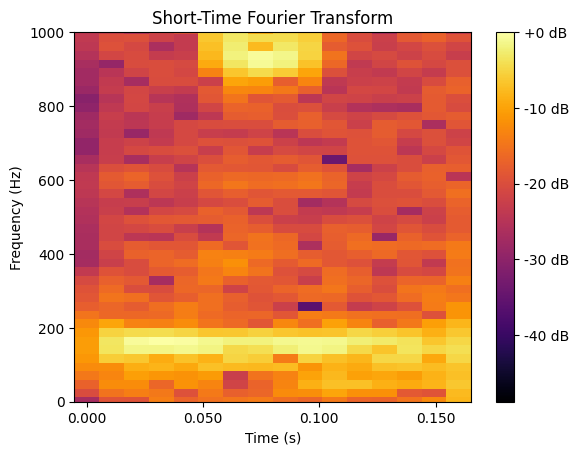 Short-Time Fourier Transform
+0 dB
-10 dB
-20 dB
-30 dB
-40 dB
1000
800
600
400
200
0
Frequency (Hz)
0.000
0.050
0.100
0.150
Time (s)